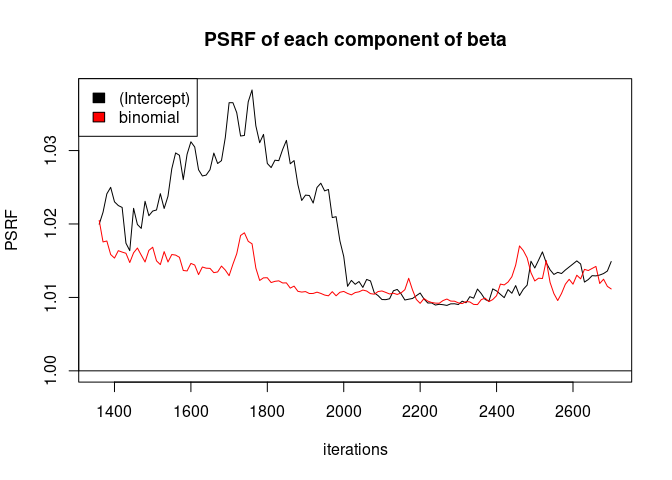 PSRF of each component of beta
(Intercept)
binomial
PSRF
1.03
1.02
1.01
1.00
1400 1600 1800 2000 2200 2400 2600
iterations